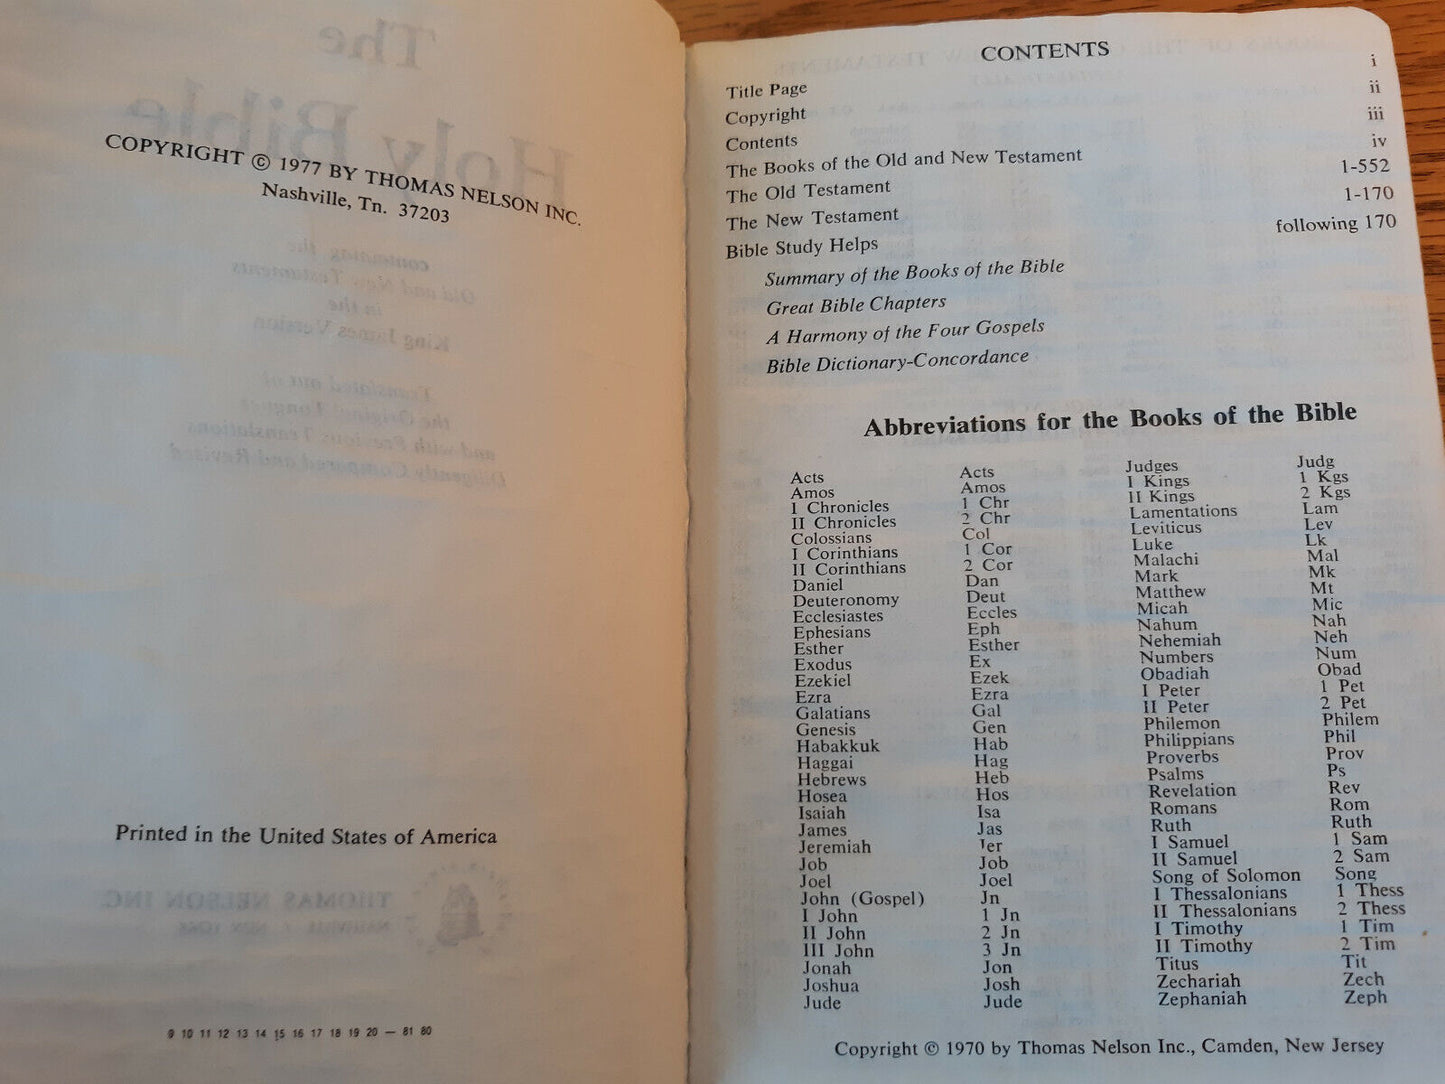 COPYRIGHT © 1977 BY THOMAS NELSON INC.
Nashville, Tn. 37203
Printed in the United States of America
9 10 11 12 13 14 15 16 17 18 19 20 — 81 80
CONTENTS
Title Page i
Copyright ii
Contents iii
The Books of the Old and New Testament iv
The Old Testament 1-552
The New Testament 1-170
Bible Study Helps following 170
Summary of the Books of the Bible
Great Bible Chapters
A Harmony of the Four Gospels
Bible Dictionary-Concordance
Abbreviations for the Books of the Bible
Acts Acts Judges Judg
Amos Amos I Kings 1 Kgs
I Chronicles 1 Chr II Kings 2 Kgs
II Chronicles 2 Chr Lamentations Lam
Colossians Col Leviticus Lev
I Corinthians 1 Cor Luke Lk
II Corinthians 2 Cor Malachi Mal
Daniel Dan Mark Mk
Deuteronomy Deut Matthew Mt
Ecclesiastes Eccles Micah Mic
Ephesians Eph Nahum Nah
Esther Esther Nehemiah Neh
Exodus Ex Numbers Num
Ezekiel Ezek Obadiah Obad
Ezra Ezra I Peter 1 Pet
Galatians Gal II Peter 2 Pet
Genesis Gen Philemon Philem
Habakkuk Hab Philippians Phil
Haggai Hag Proverbs Prov
Hebrews Heb Psalms Ps
Hosea Hos Revelation Rev
Isaiah Isa Romans Rom
James Jas Ruth Ruth
Jeremiah Jer I Samuel 1 Sam
Job Job II Samuel 2 Sam
Joel Joel Song of Solomon Song
John (Gospel) Jn I Thessalonians 1 Thess
I John 1 Jn II Thessalonians 2 Thess
II John 2 Jn I Timothy 1 Tim
III John 3 Jn II Timothy 2 Tim
Jonah Jon Titus Tit
Joshua Josh Zechariah Zech
Jude Jude Zephaniah Zeph
Copyright © 1970 by Thomas Nelson Inc., Camden, New Jersey